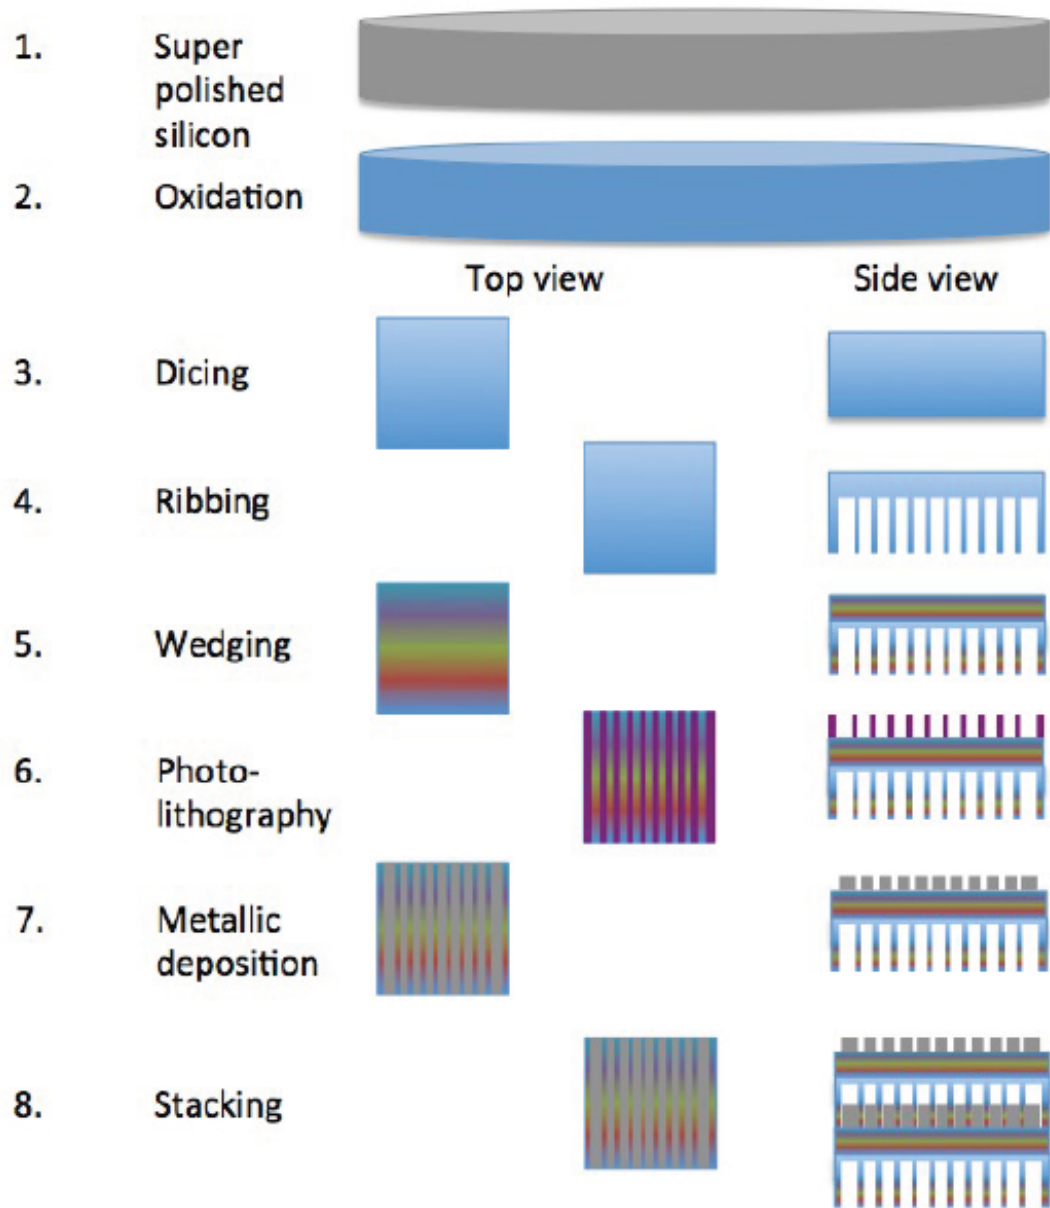 1. Super
polished
silicon
2. Oxidation
Top view Side view
3. Dicing
4. Ribbing
5. Wedging
6. Photo-
lithography
7. Metallic
deposition
8. Stacking